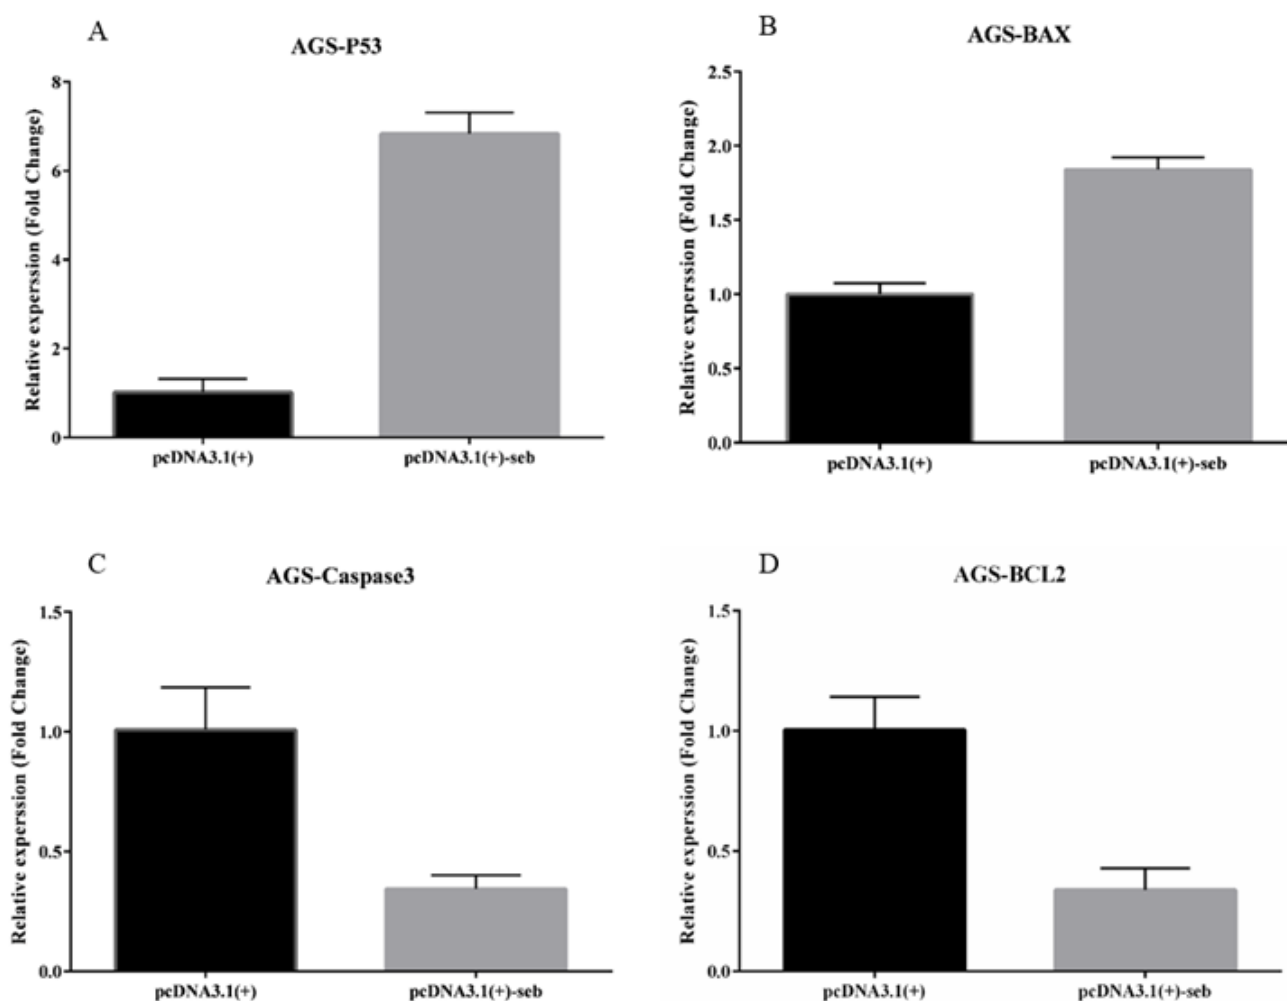 A
AGS-P53
Relative experssion (Fold Change)
8
6
4
2
0
pcDNA3.1(+)
pcDNA3.1(+)-seb
B
AGS-BAX
Relative experssion (Fold Change)
2.5
2.0
1.5
1.0
0.5
0.0
pcDNA3.1(+)
pcDNA3.1(+)-seb
C
AGS-Caspase3
Relative experssion (Fold Change)
1.5
1.0
0.5
0.0
pcDNA3.1(+)
pcDNA3.1(+)-seb
D
AGS-BCL2
Relative experssion (Fold Change)
1.5
1.0
0.5
0.0
pcDNA3.1(+)
pcDNA3.1(+)-seb